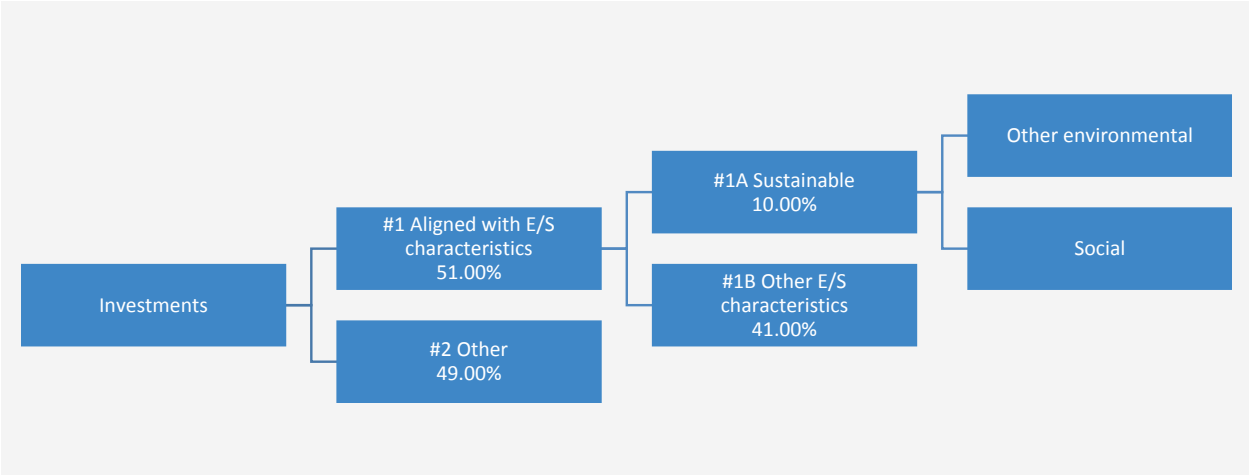 Investments
#1 Aligned with E/S
characteristics
51.00%
#2 Other
49.00%
#1A Sustainable
10.00%
#1B Other E/S
characteristics
41.00%
Other environmental
Social